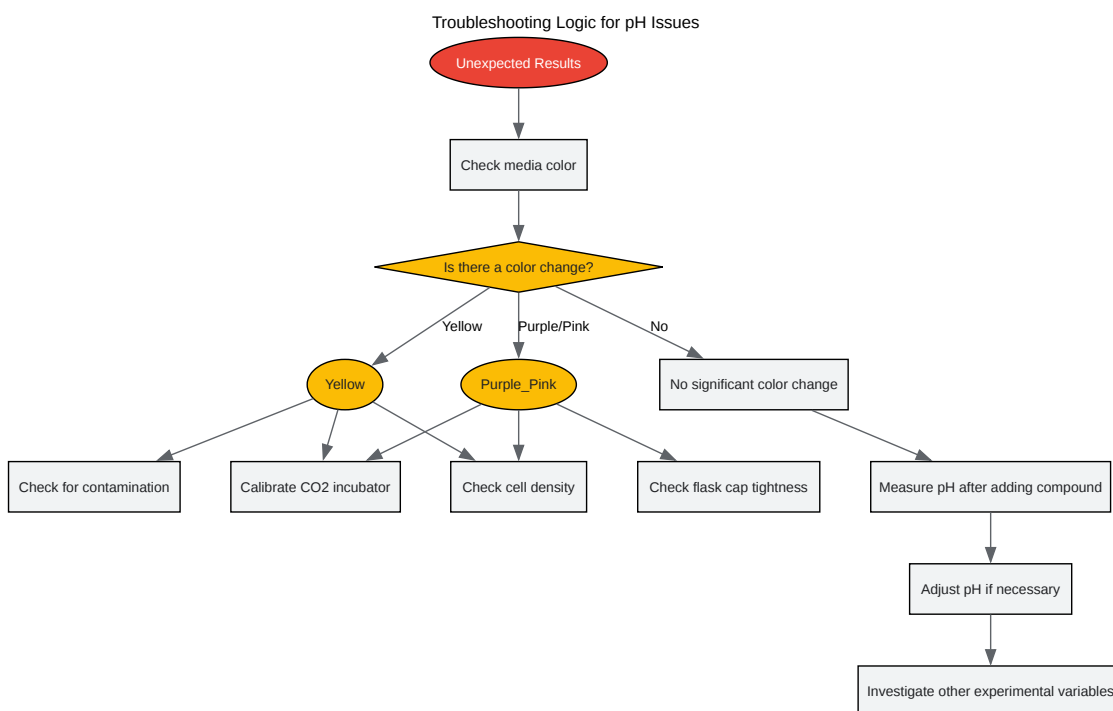 Troubleshooting Logic for pH Issues
Unexpected Results
Check media color
Is there a color change?
Yellow
Purple/Pink
No
Yellow
Purple_Pink
No significant color change
Check for contamination
Calibrate CO2 incubator
Check cell density
Check flask cap tightness
Measure pH after adding compound
Adjust pH if necessary
Investigate other experimental variables